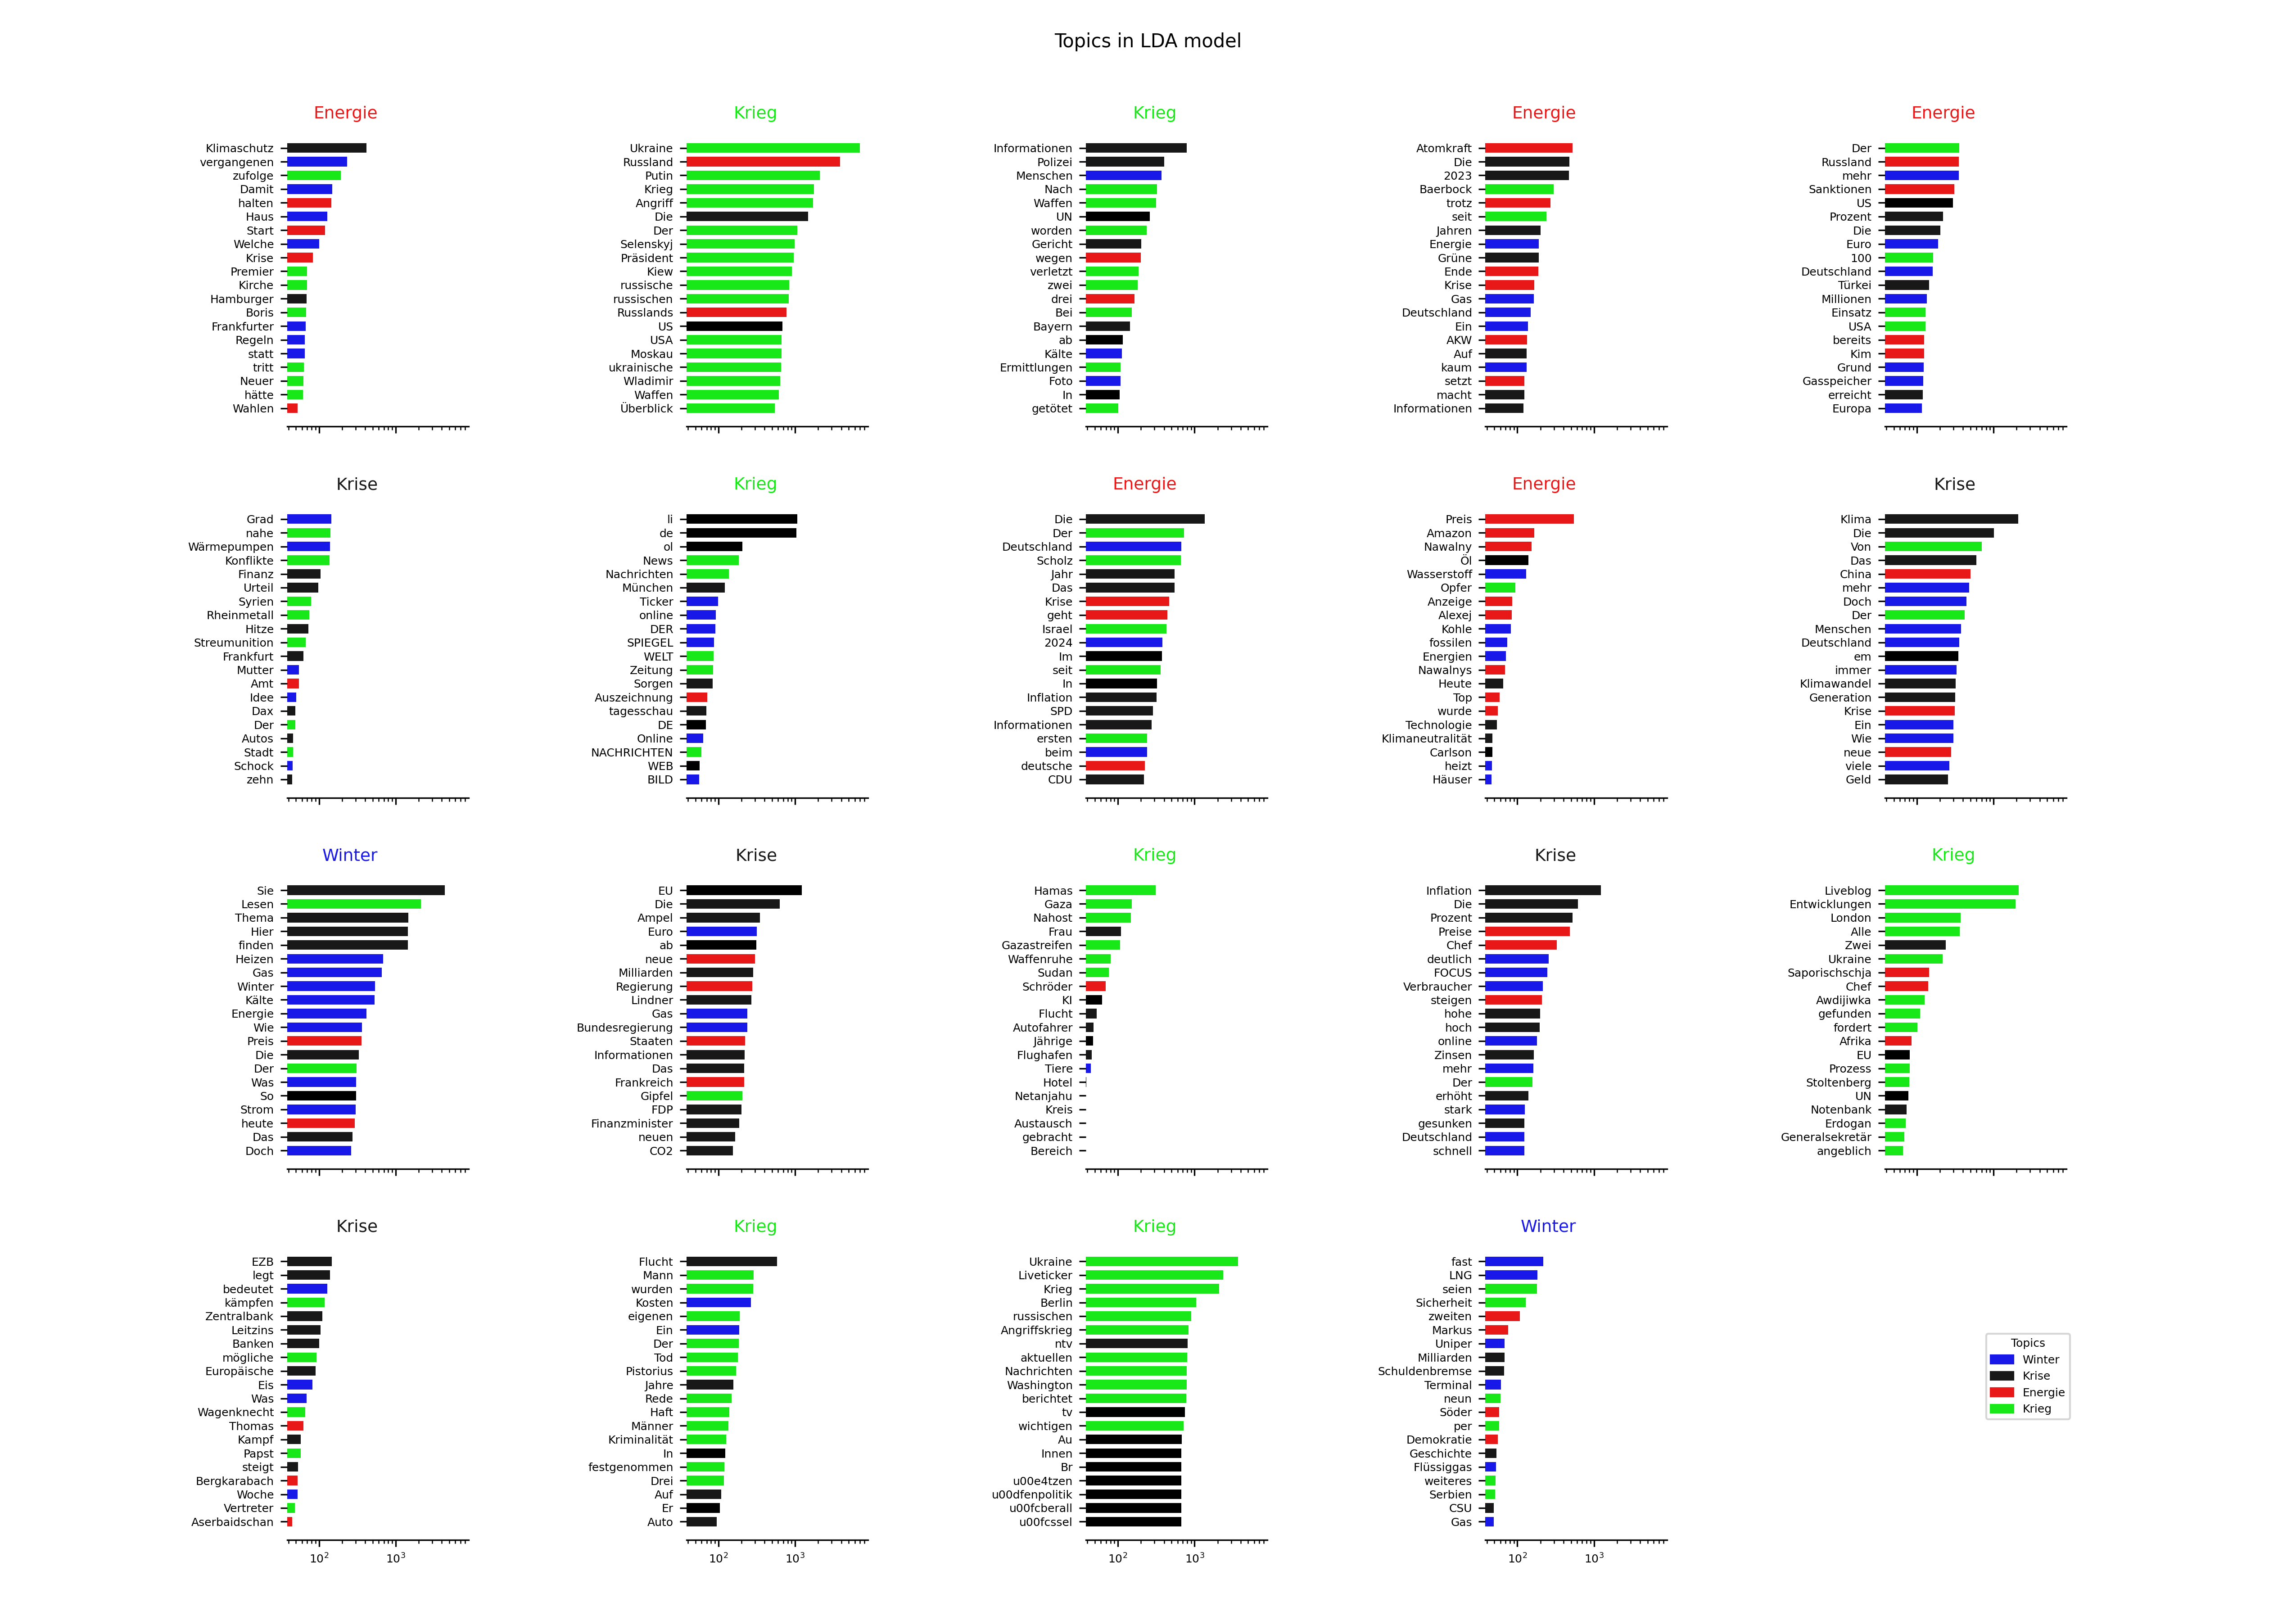 Topics in LDA model
Energie
Klimaschutz
vergangenen
zufolge
Damit
halten
Haus
Start
Welche
Krise
Premier
Kirche
Hamburger
Boris
Frankfurter
Regeln
statt
tritt
Neuer
hätte
Wahlen
Krieg
Ukraine
Russland
Putin
Krieg
Angriff
Die
Der
Selenskyj
Präsident
Kiew
russische
russischen
Russlands
US
USA
Moskau
ukrainische
Wladimir
Waffen
Überblick
Krieg
Informationen
Polizei
Menschen
Nach
Waffen
UN
worden
Gericht
wegen
verletzt
zwei
drei
Bei
Bayern
ab
Kälte
Ermittlungen
Foto
In
getötet
Energie
Atomkraft
Die
2023
Baerbock
trotz
seit
Jahren
Energie
Grüne
Ende
Krise
Gas
Deutschland
Ein
AKW
Auf
kaum
setzt
macht
Informationen
Energie
Der
Russland
mehr
Sanktionen
US
Prozent
Die
Euro
100
Deutschland
Türkei
Millionen
Einsatz
USA
bereits
Kim
Grund
Gasspeicher
erreicht
Europa
Krise
Grad
nahe
Wärmepumpen
Konflikte
Finanz
Urteil
Syrien
Rheinmetall
Hitze
Streumunition
Frankfurt
Mutter
Amt
Idee
Dax
Der
Autos
Stadt
Schock
zehn
Krieg
li
de
ol
News
Nachrichten
München
Ticker
online
DER
SPIEGEL
WELT
Zeitung
Sorgen
Auszeichnung
tagesschau
DE
Online
NACHRICHTEN
WEB
BILD
Energie
Die
Der
Deutschland
Scholz
Jahr
Das
Krise
geht
Israel
2024
Im
seit
In
Inflation
SPD
Informationen
ersten
beim
deutsche
CDU
Energie
Preis
Amazon
Nawalny
Öl
Wasserstoff
Opfer
Anzeige
Alexej
Kohle
fossilen
Energien
Nawalnys
Heute
Top
wurde
Technologie
Klimaneutralität
Carlson
heizt
Häuser
Krise
Klima
Die
Von
Das
China
mehr
Doch
Der
Menschen
Deutschland
em
immer
Klimawandel
Generation
Krise
Ein
Wie
neue
viele
Geld
Winter
Sie
Lesen
Thema
Hier
finden
Heizen
Gas
Winter
Kälte
Energie
Wie
Preis
Die
Der
Was
So
Strom
heute
Das
Doch
Krise
EU
Die
Ampel
Euro
ab
neue
Milliarden
Regierung
Lindner
Gas
Bundesregierung
Staaten
Informationen
Das
Frankreich
Gipfel
FDP
Finanzminister
neuen
CO2
Krieg
Hamas
Gaza
Nahost
Frau
Gazastreifen
Waffenruhe
Sudan
Schröder
KI
Flucht
Autofahrer
Jährige
Flughafen
Tiere
Hotel
Netanjahu
Kreis
Austausch
gebracht
Bereich
Krise
Inflation
Die
Prozent
Preise
Chef
deutlich
FOCUS
Verbraucher
steigen
hohe
hoch
online
Zinsen
mehr
Der
erhöht
stark
gesunken
Deutschland
schnell
Krieg
Liveblog
Entwicklungen
London
Alle
Zwei
Ukraine
Saporischschja
Chef
Awdijiwka
gefunden
fordert
Afrika
EU
Prozess
Stoltenberg
UN
Notenbank
Erdogan
Generalsekretär
angeblich
Krise
EZB
legt
bedeutet
kämpfen
Zentralbank
Leitzins
Banken
mögliche
Europäische
Eis
Was
Wagenknecht
Thomas
Kampf
Papst
steigt
Bergkarabach
Woche
Vertreter
Aserbaidschan
10² 10³
Krieg
Flucht
Mann
wurden
Kosten
eigenen
Ein
Der
Tod
Pistorius
Jahre
Rede
Haft
Männer
Kriminalität
In
festgenommen
Drei
Auf
Er
Auto
10² 10³
Krieg
Ukraine
Liveticker
Krieg
Berlin
russischen
Angriffskrieg
ntv
aktuellen
Nachrichten
Washington
berichtet
tv
wichtigen
Au
Innen
Br
u00e4tzen
u00dfenpolitik
u00fcberall
u00fcssel
10² 10³
Winter
fast
LNG
seien
Sicherheit
zweiten
Markus
Uniper
Milliarden
Schuldenbremse
Terminal
neun
Söder
per
Demokratie
Geschichte
Flüssiggas
weiteres
Serbien
CSU
Gas
10² 10³
Topics
Winter
Krise
Energie
Krieg